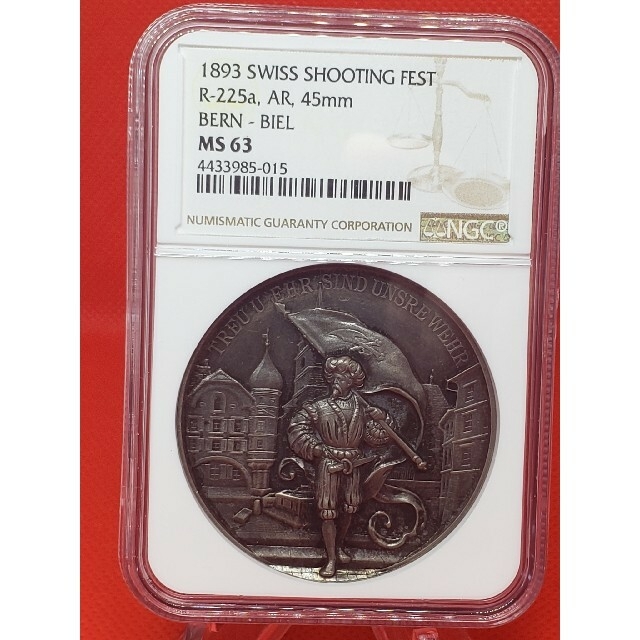 1893 SWISS SHOOTING FEST
R-225a, AR, 45mm
BERN - BIEL
MS 63
4433985-015
NUMISMATIC GUARANTY CORPORATION
NGC®
TREU U. EHR SIND UNSRE WEHR